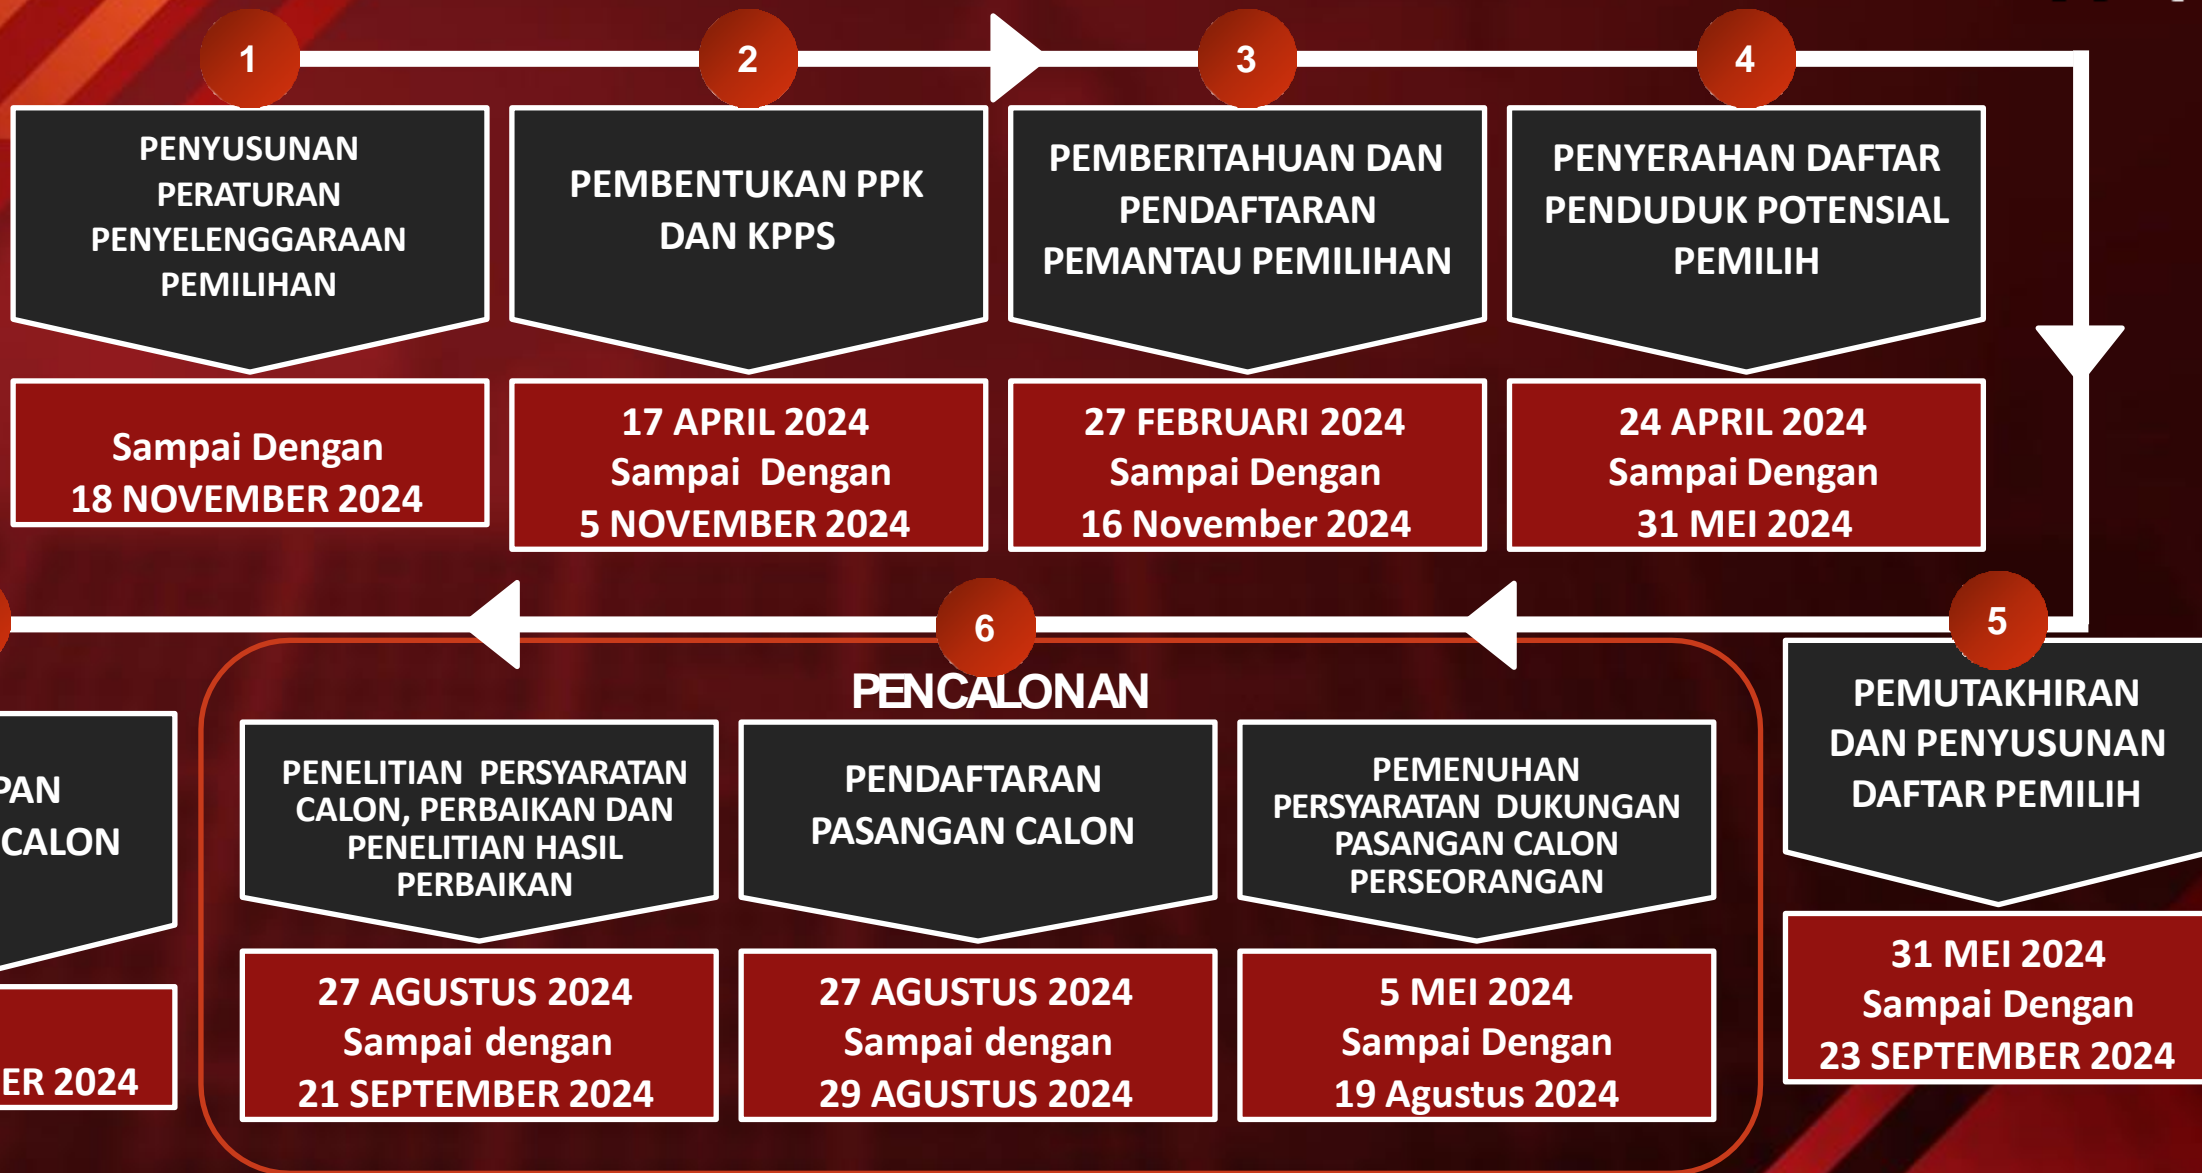 1
2
3
4
PENYUSUNAN
PERATURAN
PENYELENGGARAAN
PEMILIHAN
Sampai Dengan
18 NOVEMBER 2024
PEMBENTUKAN PPK
DAN KPPS
17 APRIL 2024
Sampai Dengan
5 NOVEMBER 2024
PEMBERITAHUAN DAN
PENDAFTARAN
PEMANTAU PEMILIHAN
27 FEBRUARI 2024
Sampai Dengan
16 November 2024
PENYERAHAN DAFTAR
PENDUDUK POTENSIAL
PEMILIH
24 APRIL 2024
Sampai Dengan
31 MEI 2024
5
PEMUTAKHIRAN
DAN PENYUSUNAN
DAFTAR PEMILIH
31 MEI 2024
Sampai Dengan
23 SEPTEMBER 2024
6
PENCALONAN
PEMENUHAN
PERSYARATAN DUKUNGAN
PASANGAN CALON
PERSEORANGAN
5 MEI 2024
Sampai Dengan
19 Agustus 2024
PENDAFTARAN
PASANGAN CALON
27 AGUSTUS 2024
Sampai dengan
29 AGUSTUS 2024
PENELITIAN PERSYARATAN
CALON, PERBAIKAN DAN
PENELITIAN HASIL
PERBAIKAN
27 AGUSTUS 2024
Sampai dengan
21 SEPTEMBER 2024
PAN
CALON
ER 2024